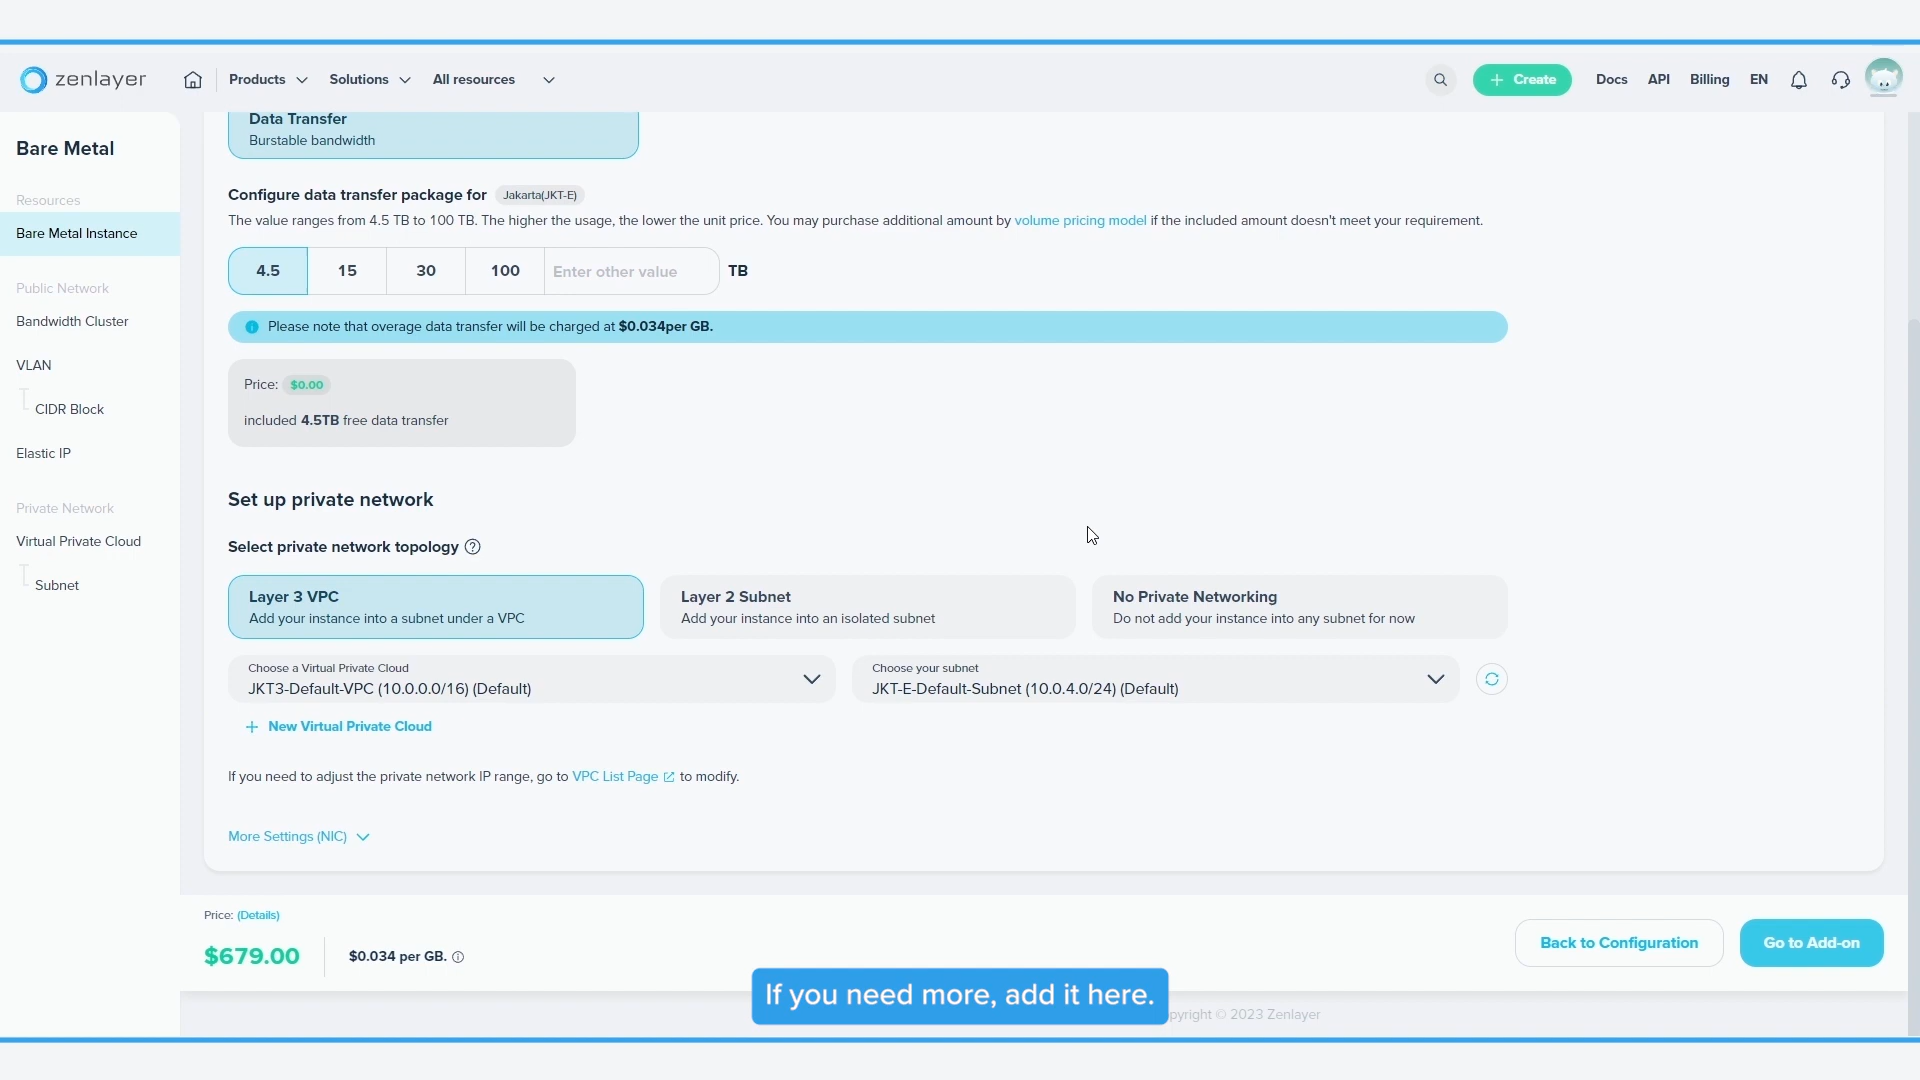 zenlayer
Products
Solutions
All resources
Create
Docs
API
Billing
EN
Bare Metal
Resources
Bare Metal Instance
Public Network
Bandwidth Cluster
VLAN
CIDR Block
Elastic IP
Private Network
Virtual Private Cloud
Subnet
Data Transfer
Burstable bandwidth
Configure data transfer package for Jakarta(JKT-E)
The value ranges from 4.5 TB to 100 TB. The higher the usage, the lower the unit price. You may purchase additional amount by volume pricing model if the included amount doesn't meet your requirement.
4.5 15 30 100 Enter other value TB
Please note that overage data transfer will be charged at $0.034per GB.
Price: $0.00
included 4.5TB free data transfer
Set up private network
Select private network topology
Layer 3 VPC
Add your instance into a subnet under a VPC
Layer 2 Subnet
Add your instance into an isolated subnet
No Private Networking
Do not add your instance into any subnet for now
Choose a Virtual Private Cloud
JKT3-Default-VPC (10.0.0.0/16) (Default)
Choose your subnet
JKT-E-Default-Subnet (10.0.4.0/24) (Default)
New Virtual Private Cloud
If you need to adjust the private network IP range, go to VPC List Page to modify.
More Settings (NIC)
Price: (Details)
$679.00
$0.034 per GB.
Back to Configuration
Go to Add-on
If you need more, add it here.
pyright © 2023 Zenlayer